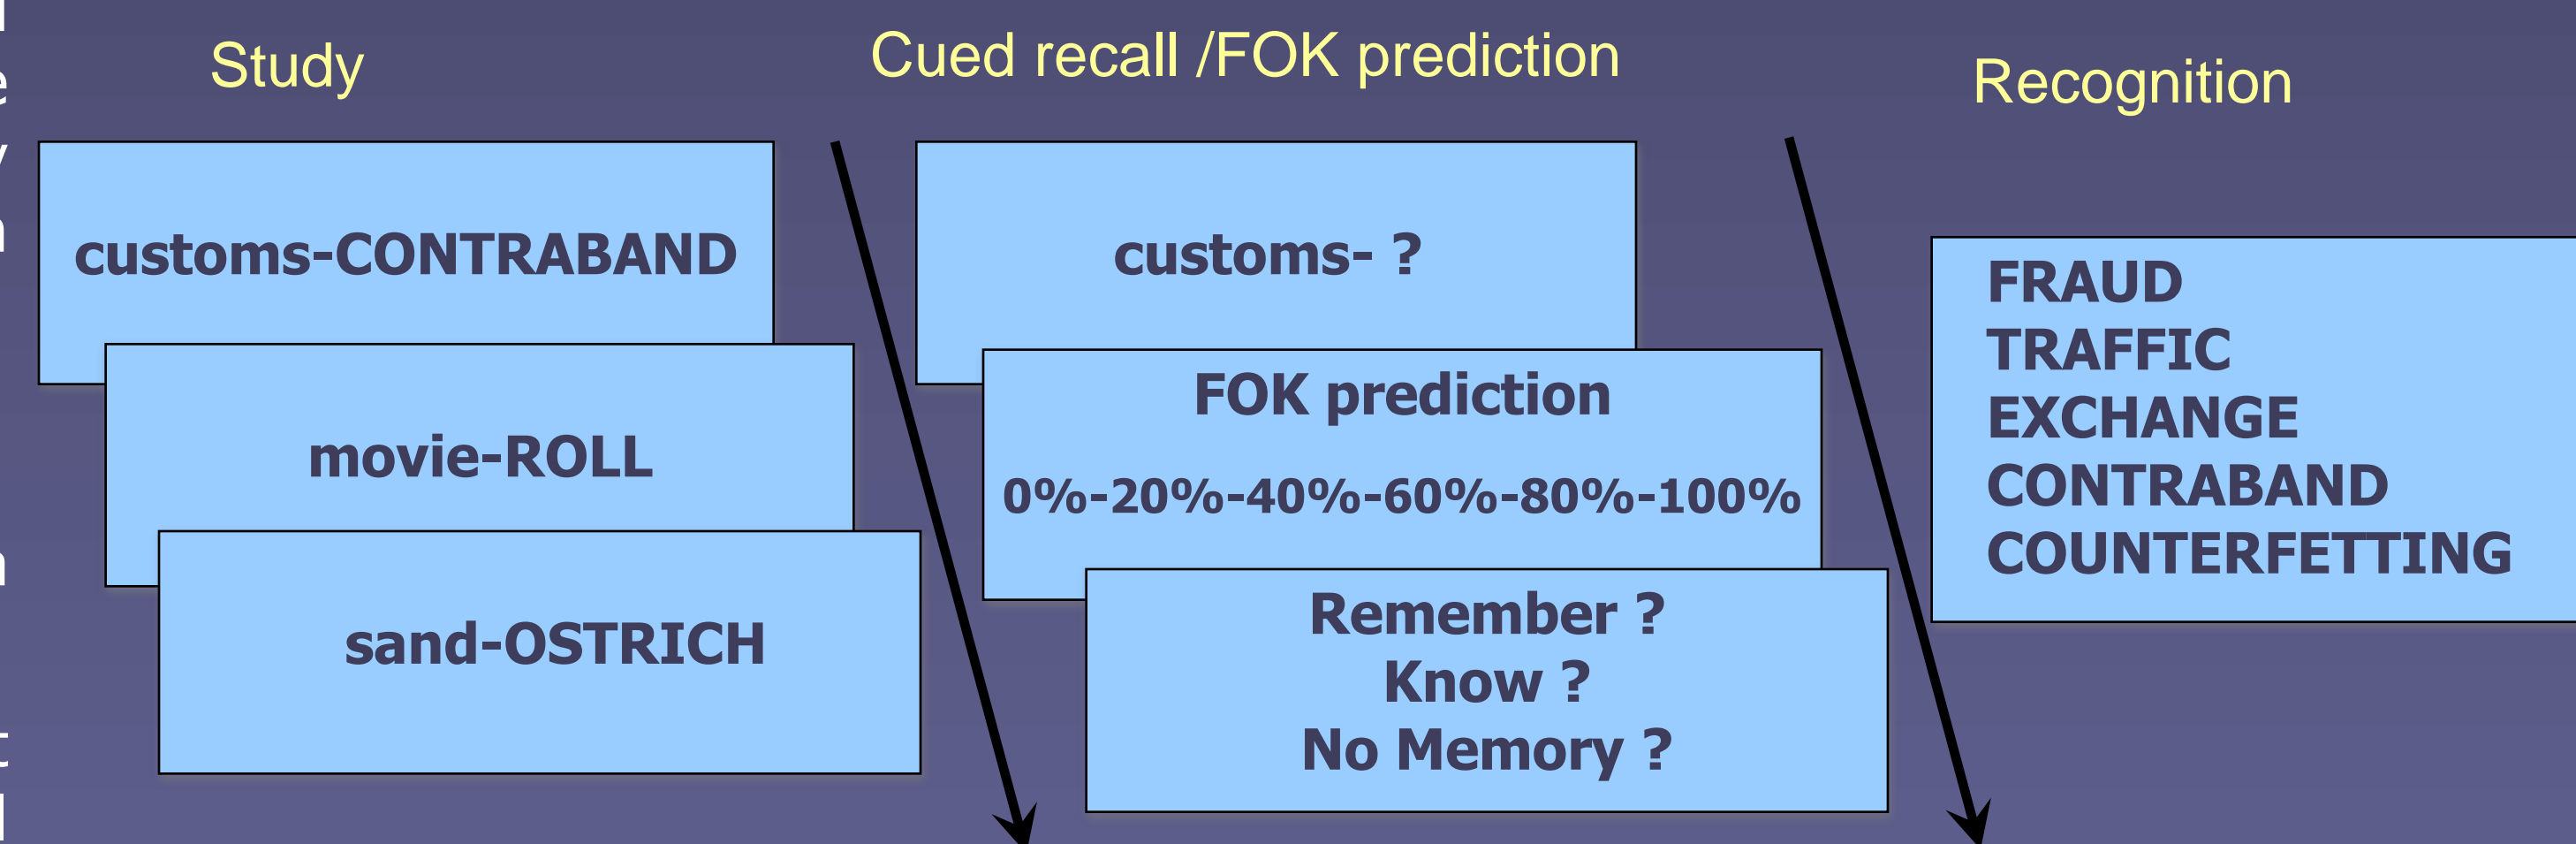 Study
customs-CONTRABAND
movie-ROLL
sand-OSTRICH
Cued recall /FOK prediction
customs- ?
FOK prediction
0%-20%-40%-60%-80%-100%
Remember ?
Know ?
No Memory ?
Recognition
FRAUD
TRAFFIC
EXCHANGE
CONTRABAND
COUNTERFETTING